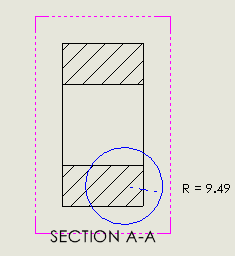 R = 9.49
SECTION A-A